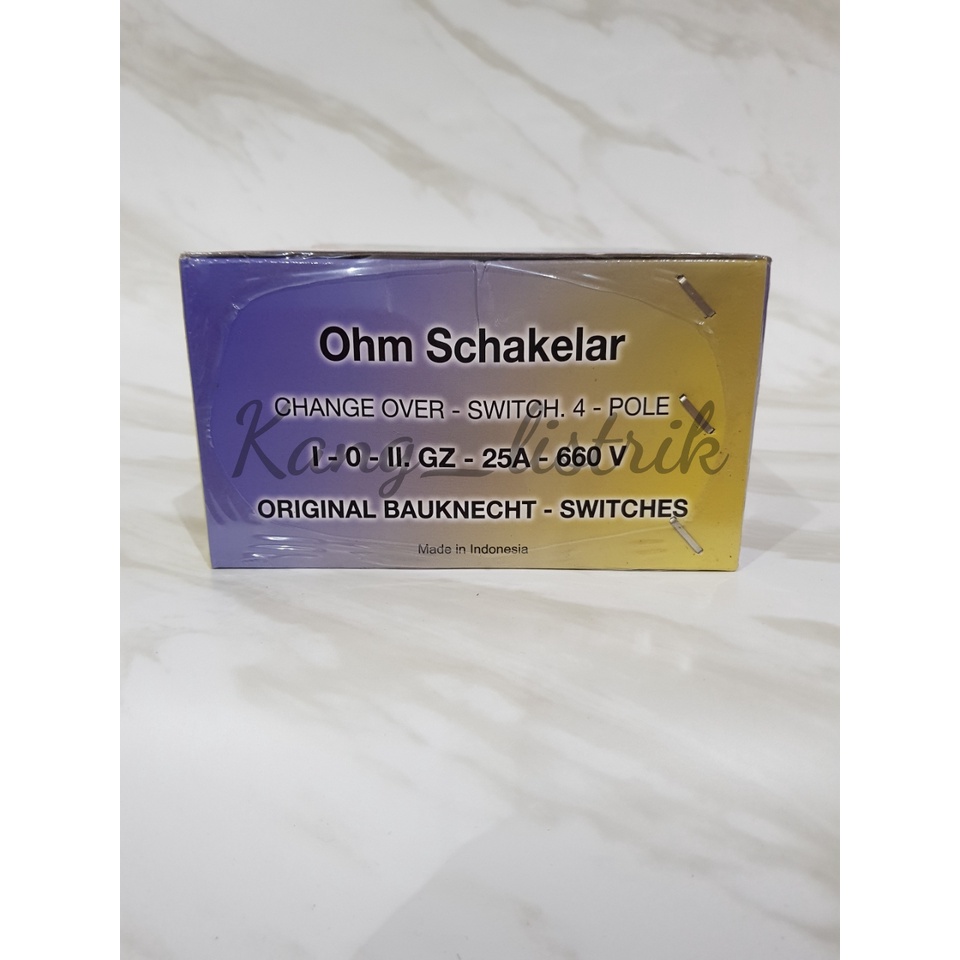 Ohm Schakelar
CHANGE OVER - SWITCH. 4 - POLE
Kang_listrik
I - 0 - II. GZ - 25A - 660 V
ORIGINAL BAUKNECHT - SWITCHES
Made in Indonesia